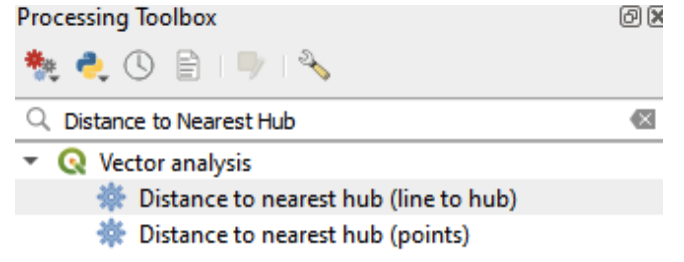 Processing Toolbox
Distance to Nearest Hub
Vector analysis
Distance to nearest hub (line to hub)
Distance to nearest hub (points)